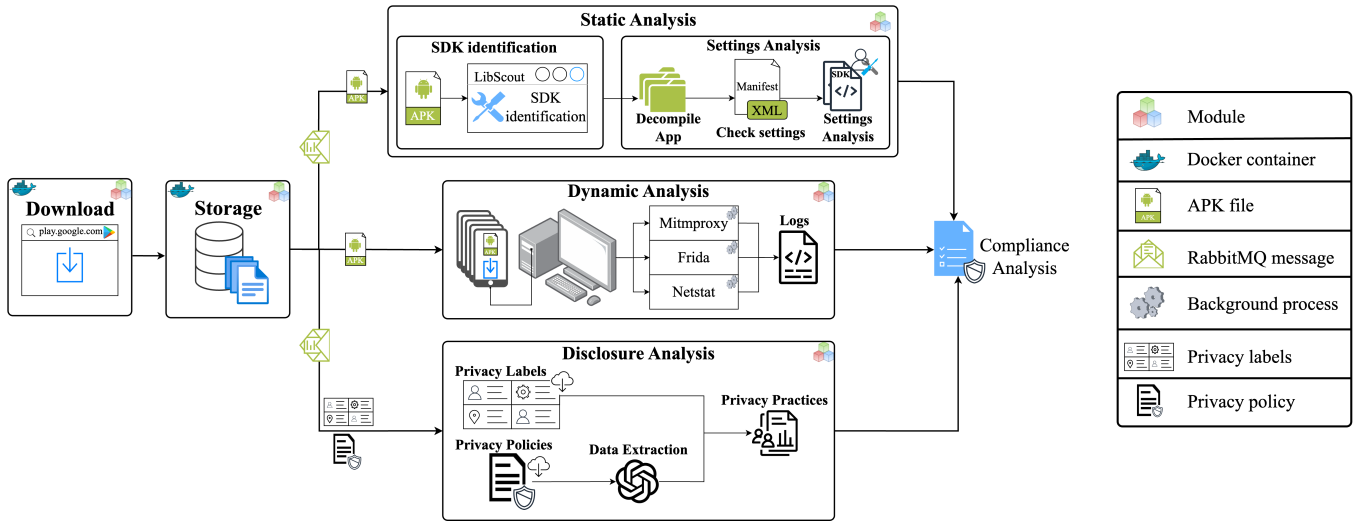 Static Analysis
SDK identification
APK
LibScout
SDK
identification
Settings Analysis
Decompile
App
Manifest
XML
Check settings
SDK
Settings
Analysis
APK
Download
play.google.com
Storage
APK
Dynamic Analysis
APK
Mitmproxy
Frida
Netstat
Logs
Compliance
Analysis
Disclosure Analysis
Privacy Labels
Privacy Policies
Data Extraction
Privacy Practices
Module
Docker container
APK
APK file
RabbitMQ message
Background process
Privacy labels
Privacy policy